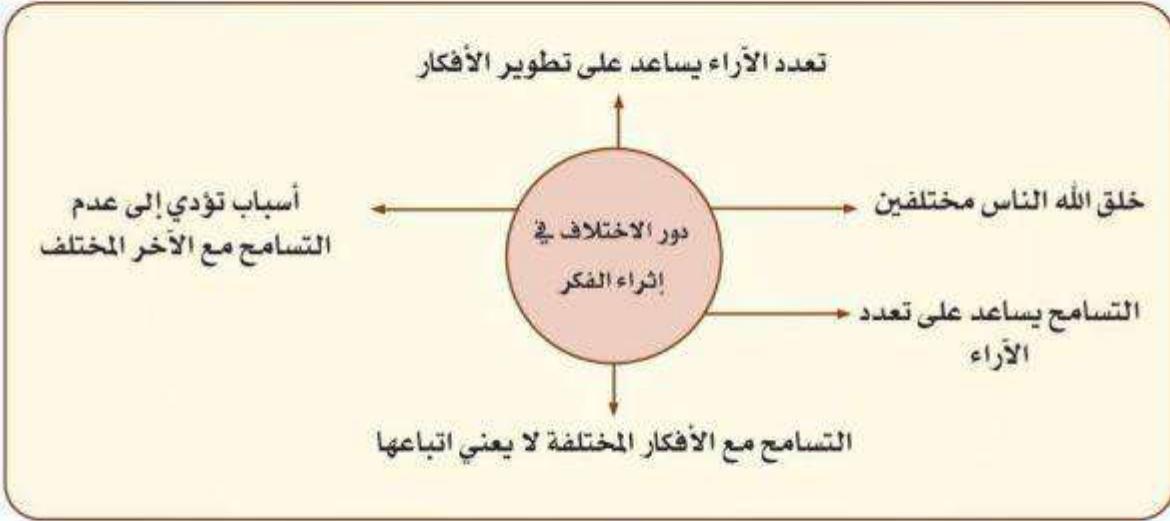 تعدد الآراء يساعد على تطوير الأفكار
خلق الله الناس مختلفين
أسباب تؤدي إلى عدم
التسامح مع الآخر المختلف
دور الاختلاف في
إثراء الفكر
التسامح يساعد على تعدد
الآراء
التسامح مع الأفكار المختلفة لا يعني اتباعها